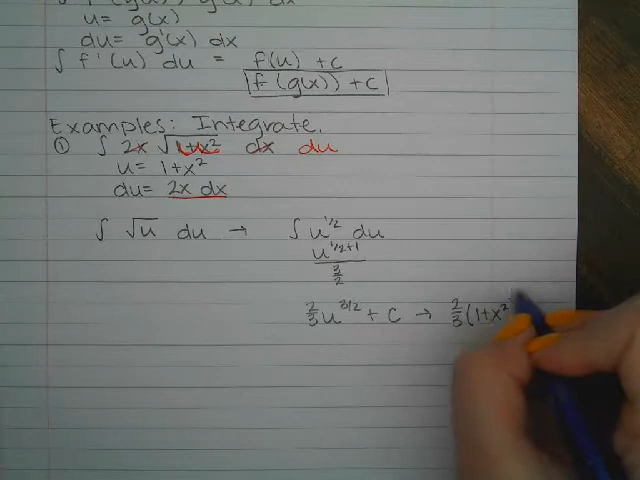 u = g(x)
du = g'(x) dx
∫ f'(u) du = f(u) + c
f(g(x)) + c
Examples: Integrate.
① ∫ 2x √1+x² dx du
u = 1+x²
du = 2x dx
∫ √u du → ∫ u^1/2 du
u^1/2+1
3/2
2/3 u^3/2 + C → 2/3 (1+x²